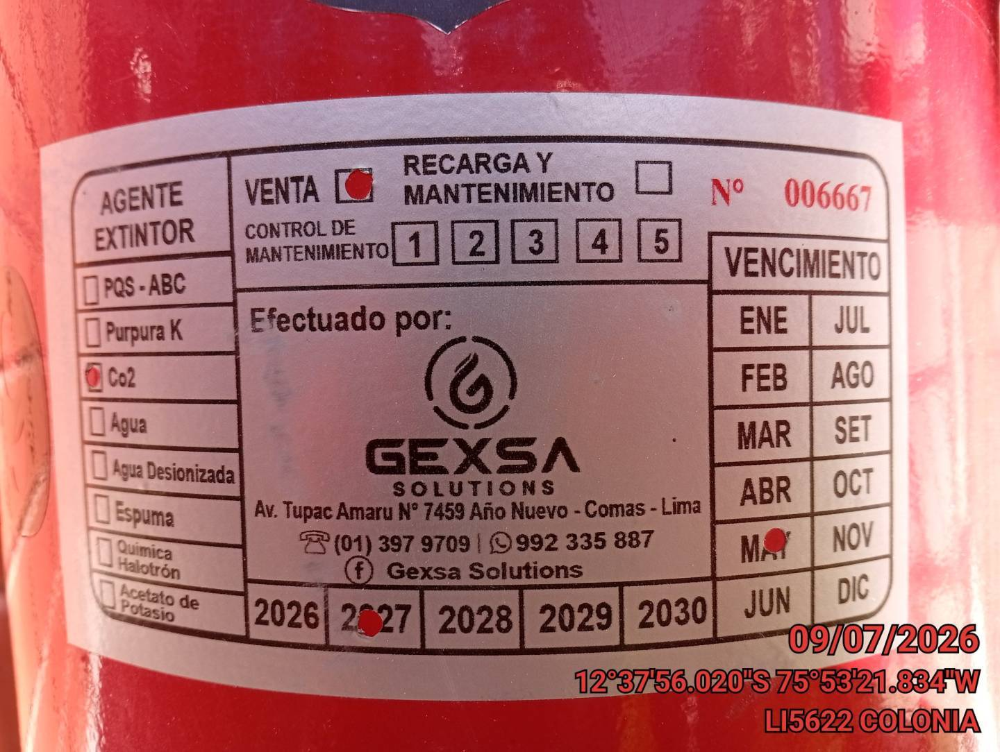 AGENTE
EXTINTOR
PQS - ABC
Purpura K
Co2
Agua
Agua Desionizada
Espuma
Quimica
Halotrón
Acetato de
Potasio
VENTA
RECARGA Y
MANTENIMIENTO
CONTROL DE
MANTENIMIENTO 1 2 3 4 5
Nº 006667
Efectuado por:
GEXSA
SOLUTIONS
Av. Tupac Amaru N° 7459 Año Nuevo - Comas - Lima
(01) 397 9709 | 992 335 887
f Gexsa Solutions
2026 2027 2028 2029 2030
VENCIMIENTO
ENE JUL
FEB AGO
MAR SET
ABR OCT
MAY NOV
JUN DIC
09/07/2026
12°37'56.020"S 75°53'21.834"W
LI5622 COLONIA